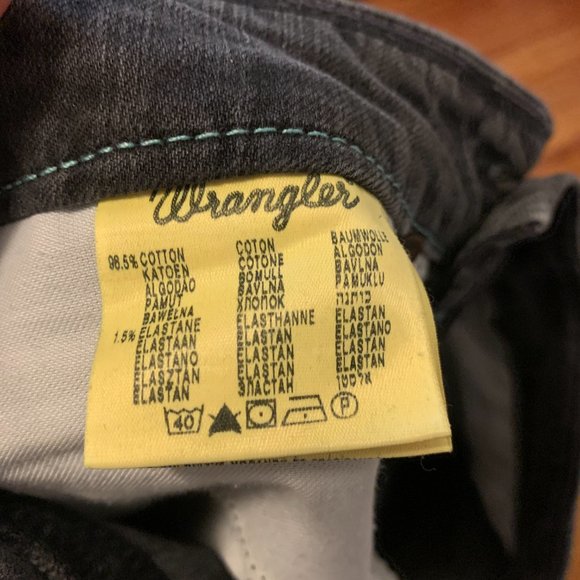 Wrangler
98.5% COTTON COTON BAUMWOLLE
KATOEN COTONE ALGODON
ALGODÃO BOMULL BAVLNA
PAMUT BAVLNA PAMUKLU
BAWEŁNA ХЛОПОК כותנה
1.5% ELASTANE ELASTHANNE ELASTAN
ELASTAAN ELASTAN ELASTANO
ELASTANO ELASTAN ELASTAN
ELASZTAN ELASTAN ELASTAN
ELASTAN ЭЛАСТАН אלסטן
40 P